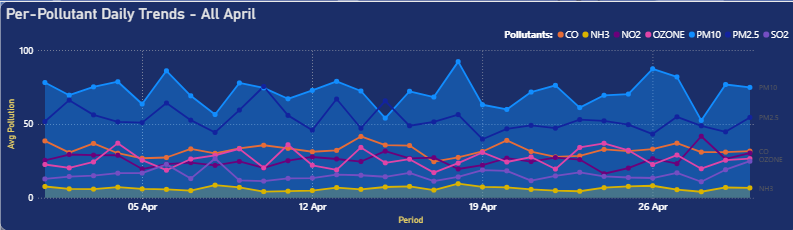 Per-Pollutant Daily Trends - All April
Pollutants: CO NH3 NO2 OZONE PM10 PM2.5 SO2
100
50
0
Avg Pollution
PM10
PM2.5
CO
OZONE
NH3
05 Apr 12 Apr 19 Apr 26 Apr
Period